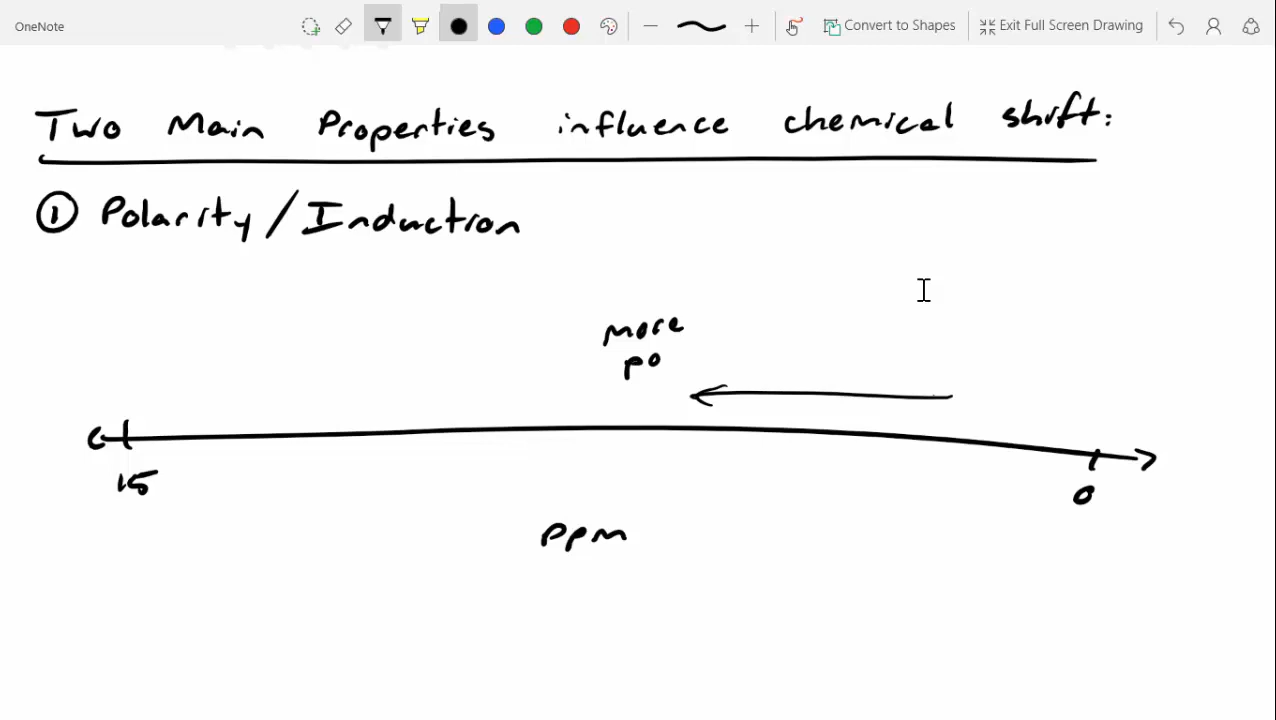 OneNote
Convert to Shapes
Exit Full Screen Drawing
Two Main Properties influence chemical shift:
① Polarity/Induction
more
po
15
0
ppm